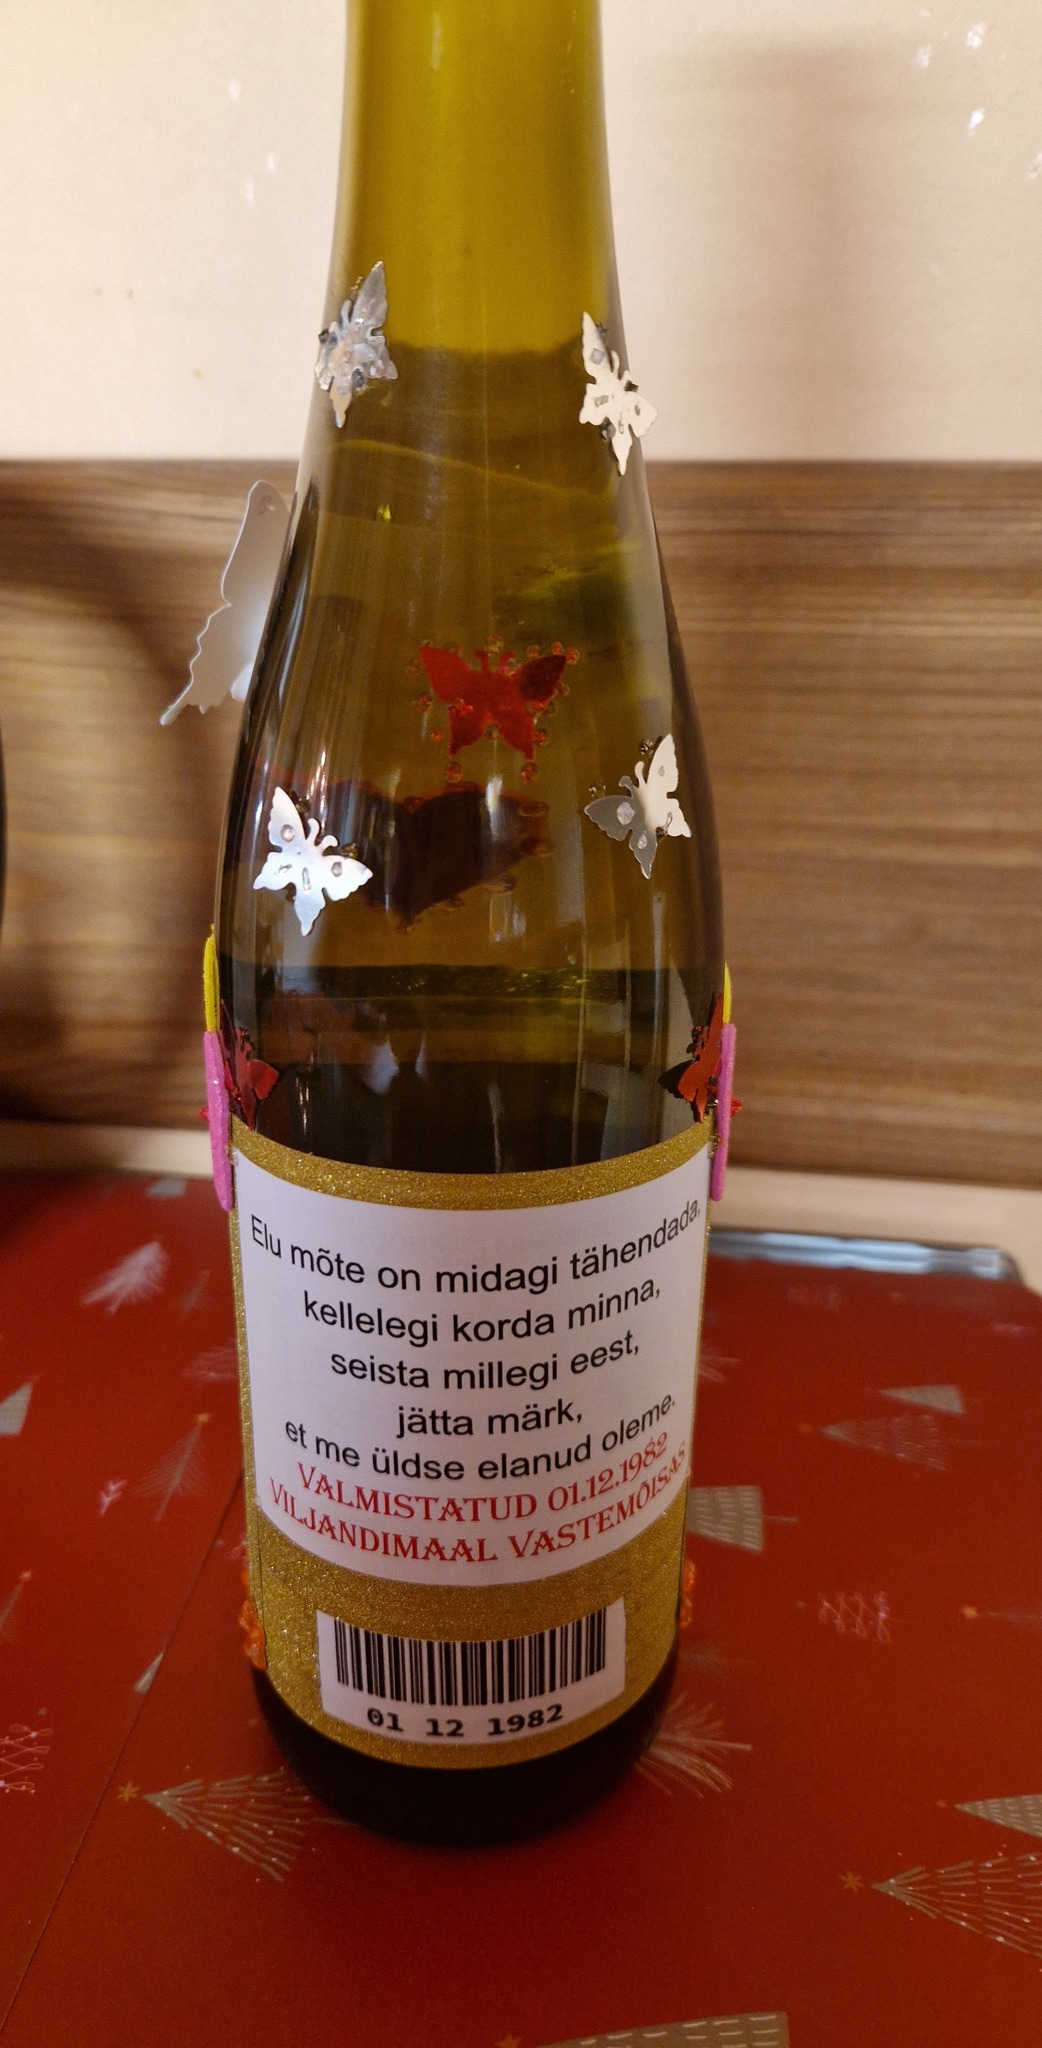 Elu mõte on midagi tähendada,
kellelegi korda minna,
seista millegi eest,
jätta märk,
et me üldse elanud oleme.
VALMISTATUD 01.12.1982
VILJANDIMAAL VASTEMÕISAS
01 12 1982